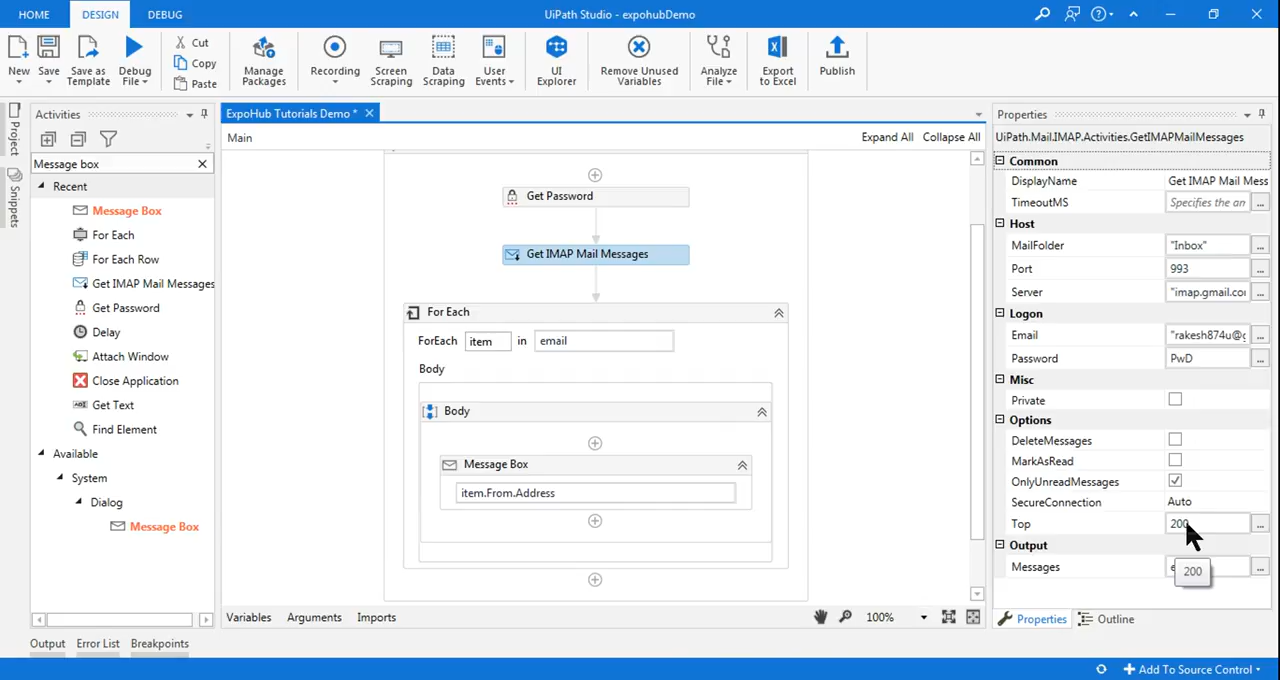 HOME DESIGN DEBUG UiPath Studio - expohubDemo
New Save Save as Template Debug File Cut Copy Paste Manage Packages Recording Screen Scraping Data Scraping User Events UI Explorer Remove Unused Variables Analyze File Export to Excel Publish
Project
Snippets
Activities
Message box
Recent
Message Box
For Each
For Each Row
Get IMAP Mail Messages
Get Password
Delay
Attach Window
Close Application
Get Text
Find Element
Available
System
Dialog
Message Box
ExpoHub Tutorials Demo *
Main Expand All Collapse All
Get Password
Get IMAP Mail Messages
For Each
ForEach item in email
Body
Body
Message Box
item.From.Address
Variables Arguments Imports 100%
Properties
UiPath.Mail.IMAP.Activities.GetIMAPMailMessages
Common
DisplayName Get IMAP Mail Mess
TimeoutMS Specifies the am ...
Host
MailFolder "Inbox" ...
Port 993 ...
Server "imap.gmail.co ...
Logon
Email "rakesh874u@g ...
Password PwD ...
Misc
Private
Options
DeleteMessages
MarkAsRead
OnlyUnreadMessages
SecureConnection Auto
Top 200 ...
Output
Messages ...
200
Properties Outline
Output Error List Breakpoints
Add To Source Control